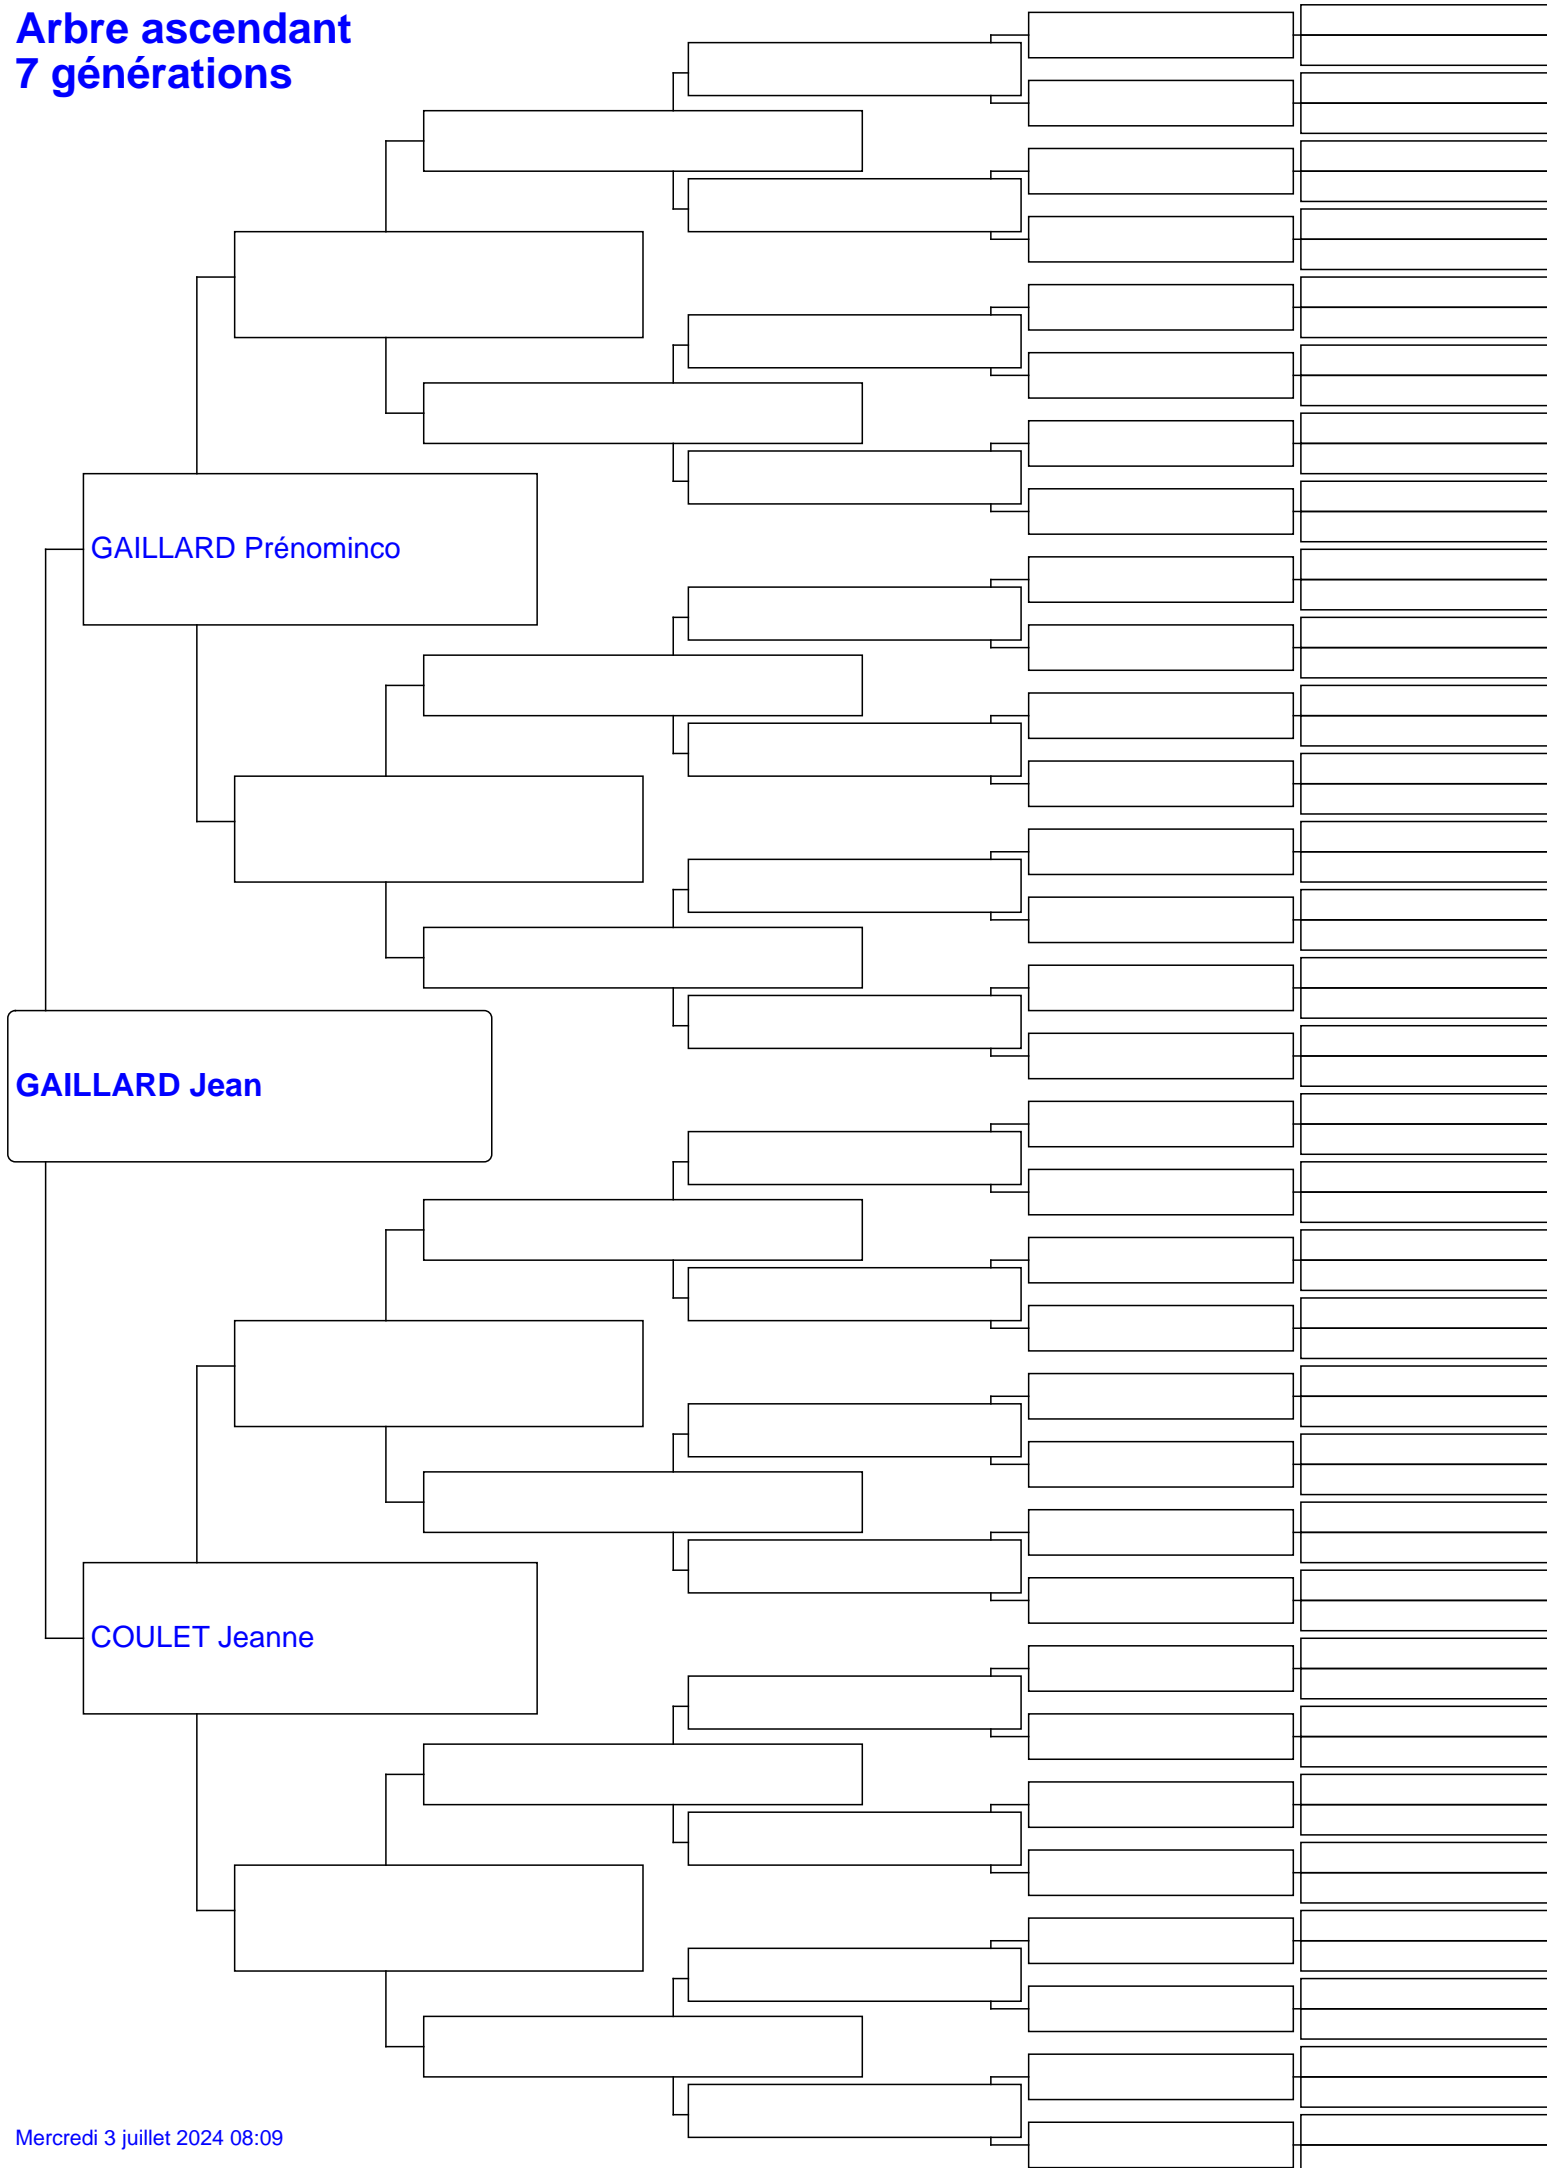 Arbre ascendant
7 générations
GAILLARD Prénominco
GAILLARD Jean
COULET Jeanne
Mercredi 3 juillet 2024 08:09